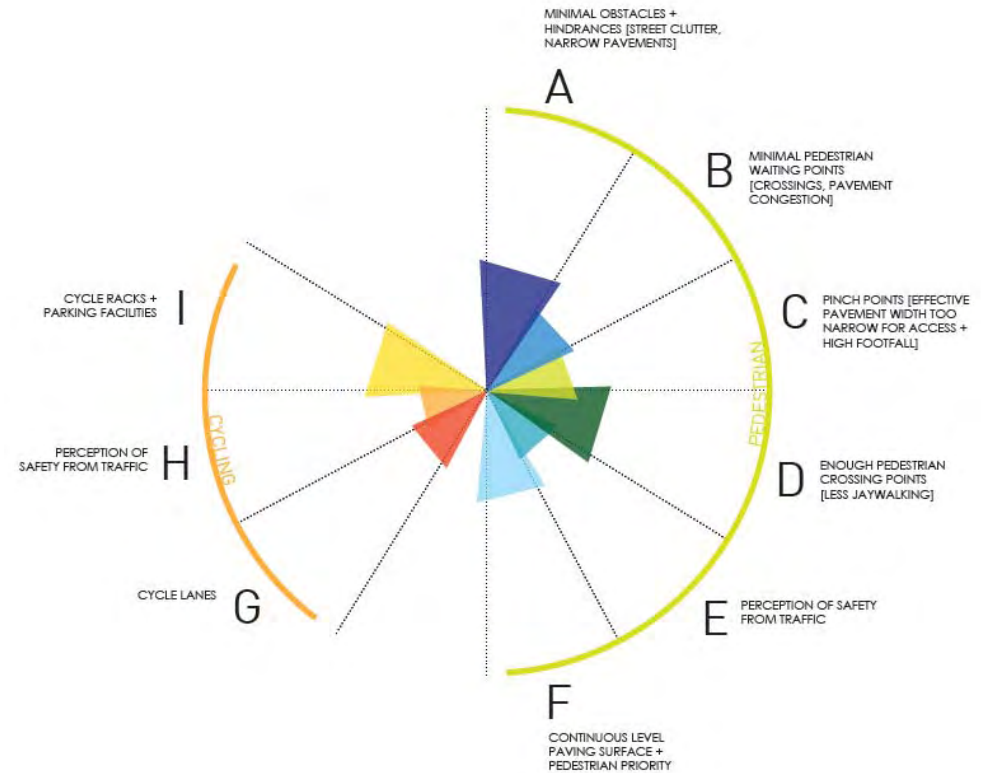 MINIMAL OBSTACLES +
HINDRANCES [STREET CLUTTER,
NARROW PAVEMENTS]
A
B
MINIMAL PEDESTRIAN
WAITING POINTS
[CROSSINGS, PAVEMENT
CONGESTION]
C
PINCH POINTS [EFFECTIVE
PAVEMENT WIDTH TOO
NARROW FOR ACCESS +
HIGH FOOTFALL]
PEDESTRIAN
D
ENOUGH PEDESTRIAN
CROSSING POINTS
[LESS JAYWALKING]
E
PERCEPTION OF SAFETY
FROM TRAFFIC
F
CONTINUOUS LEVEL
PAVING SURFACE +
PEDESTRIAN PRIORITY
CYCLE LANES
G
PERCEPTION OF
SAFETY FROM TRAFFIC
H
CYCLING
CYCLE RACKS +
PARKING FACILITIES
I